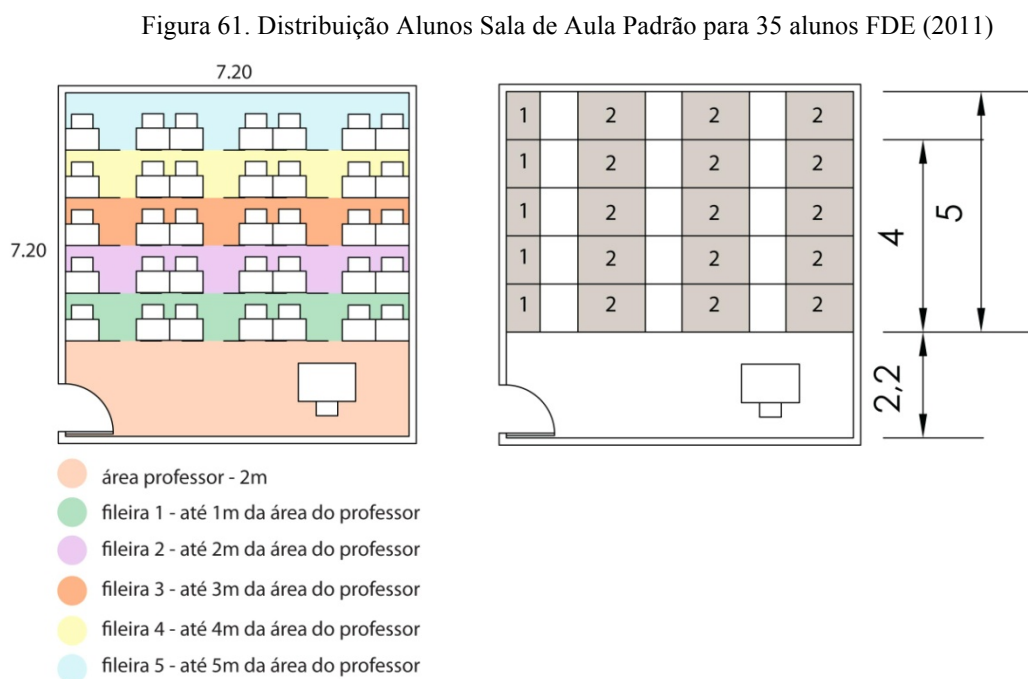 Figura 61. Distribuição Alunos Sala de Aula Padrão para 35 alunos FDE (2011)
7.20
7.20
1 2 2 2
1 2 2 2
1 2 2 2
1 2 2 2
1 2 2 2
4
5
2,2
área professor - 2m
fileira 1 - até 1m da área do professor
fileira 2 - até 2m da área do professor
fileira 3 - até 3m da área do professor
fileira 4 - até 4m da área do professor
fileira 5 - até 5m da área do professor